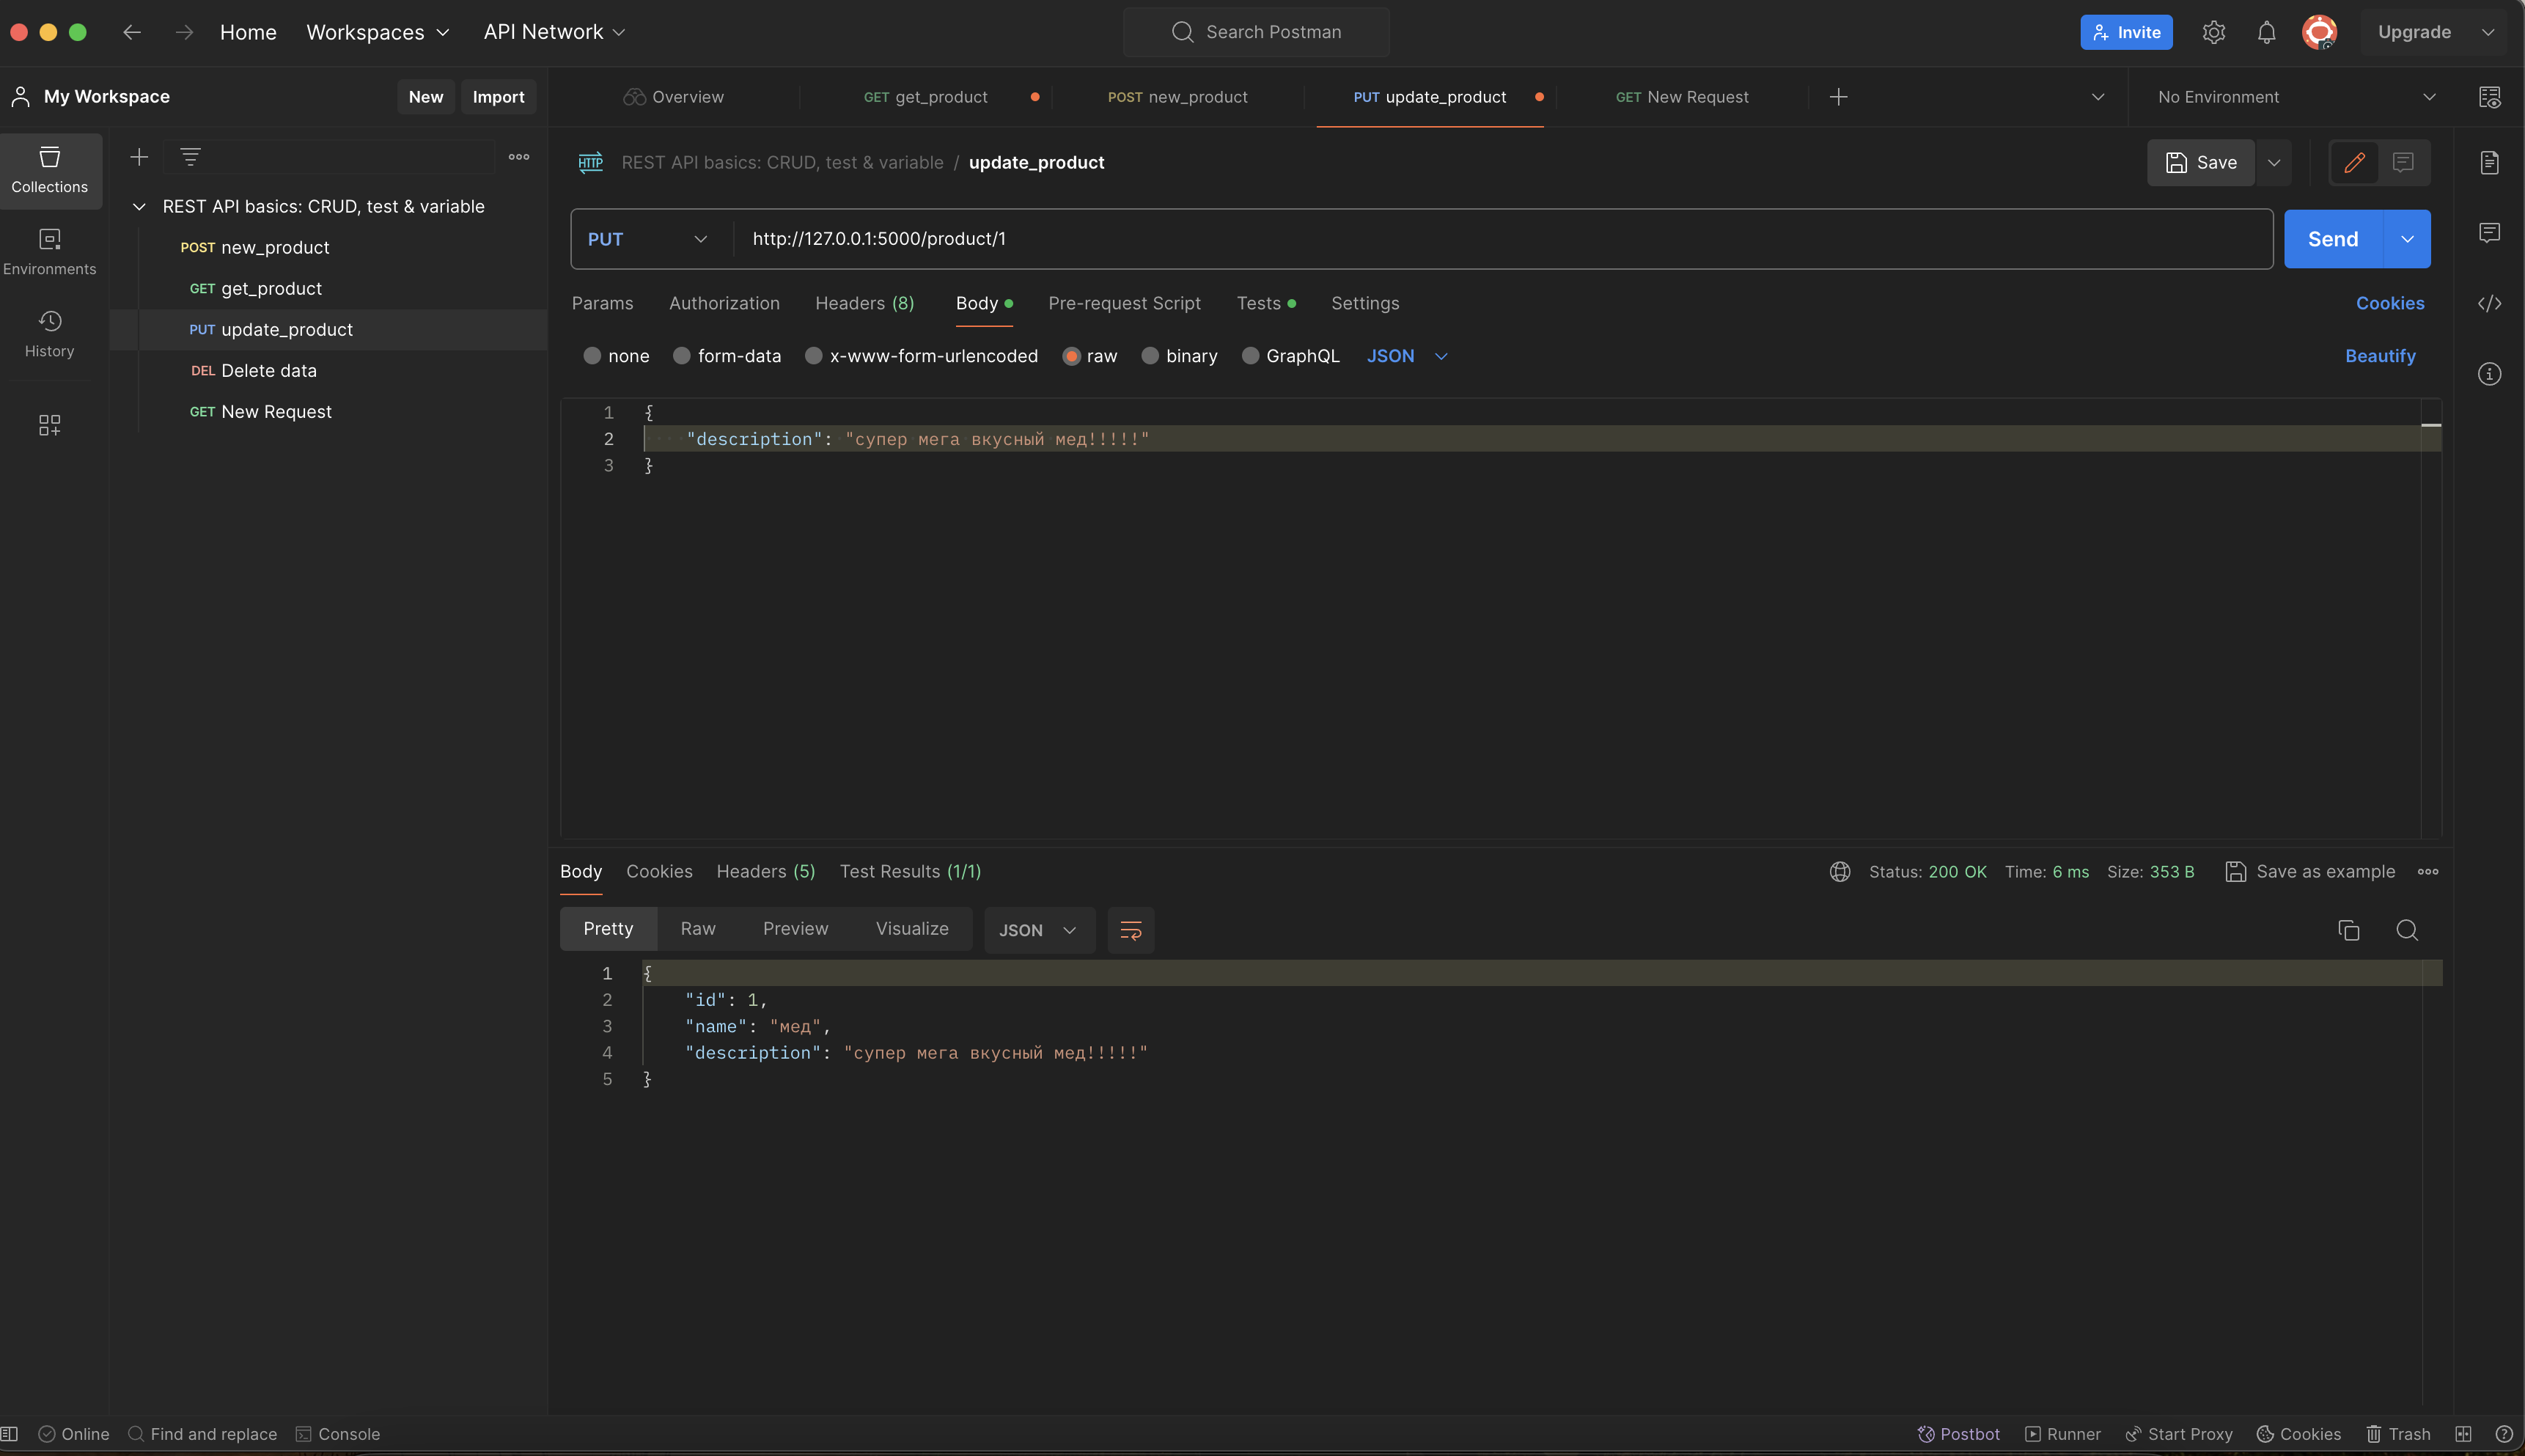 Home Workspaces API Network Search Postman Invite Upgrade
My Workspace New Import Overview GET get_product POST new_product PUT update_product GET New Request No Environment
Collections
Environments
History
REST API basics: CRUD, test & variable
POST new_product
GET get_product
PUT update_product
DEL Delete data
GET New Request
HTTP REST API basics: CRUD, test & variable / update_product Save
PUT http://127.0.0.1:5000/product/1 Send
Params Authorization Headers (8) Body Pre-request Script Tests Settings Cookies
none form-data x-www-form-urlencoded raw binary GraphQL JSON Beautify
1 {
2 "description": "супер мега вкусный мед!!!!!"
3 }
Body Cookies Headers (5) Test Results (1/1) Status: 200 OK Time: 6 ms Size: 353 B Save as example
Pretty Raw Preview Visualize JSON
1 {
2 "id": 1,
3 "name": "мед",
4 "description": "супер мега вкусный мед!!!!!"
5 }
Online Find and replace Console Postbot Runner Start Proxy Cookies Trash